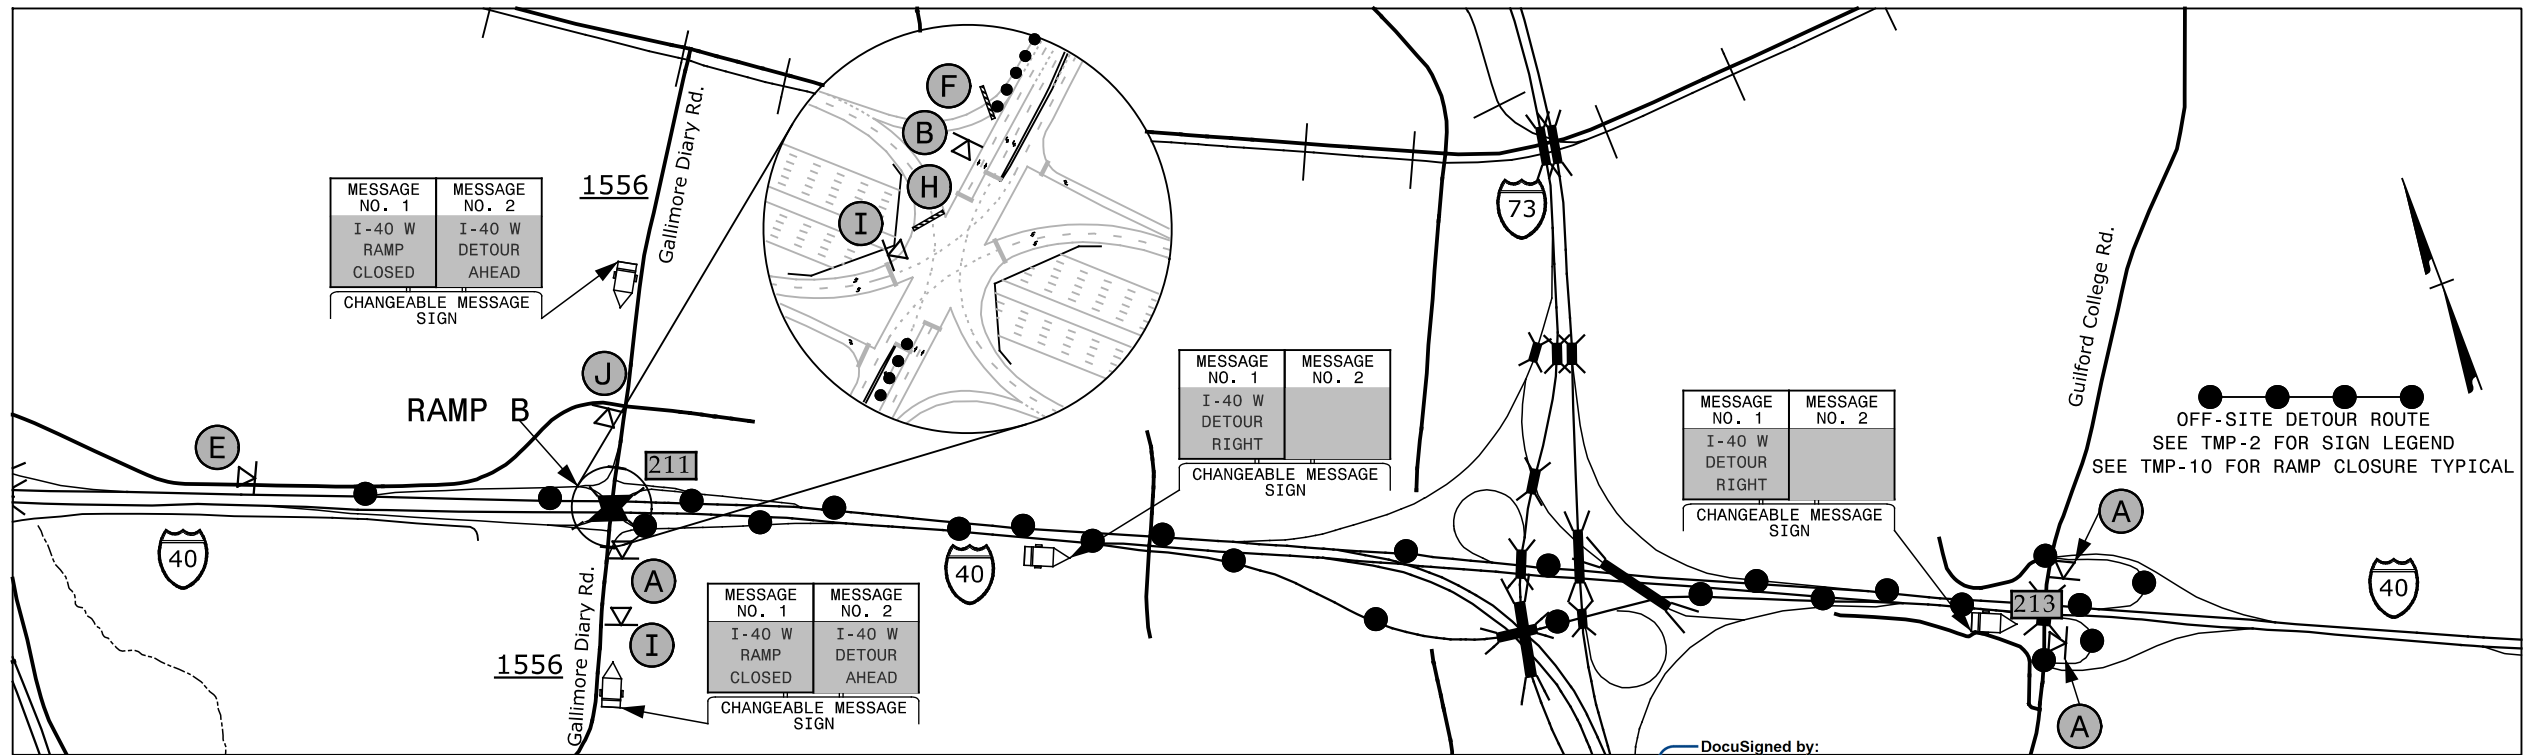 F
B
H
I
73
Gallimore Diary Rd.
1556
MESSAGE NO. 1
MESSAGE NO. 2
I-40 W
RAMP
CLOSED
I-40 W
DETOUR
AHEAD
CHANGEABLE MESSAGE
SIGN
Guilford College Rd.
J
RAMP B
E
211
MESSAGE NO. 1
MESSAGE NO. 2
I-40 W
DETOUR
RIGHT
CHANGEABLE MESSAGE
SIGN
MESSAGE NO. 1
MESSAGE NO. 2
I-40 W
DETOUR
RIGHT
CHANGEABLE MESSAGE
SIGN
OFF-SITE DETOUR ROUTE
SEE TMP-2 FOR SIGN LEGEND
SEE TMP-10 FOR RAMP CLOSURE TYPICAL
A
40
40
40
213
A
I
Gallimore Diary Rd.
1556
MESSAGE NO. 1
MESSAGE NO. 2
I-40 W
RAMP
CLOSED
I-40 W
DETOUR
AHEAD
CHANGEABLE MESSAGE
SIGN
A
DocuSigned by: